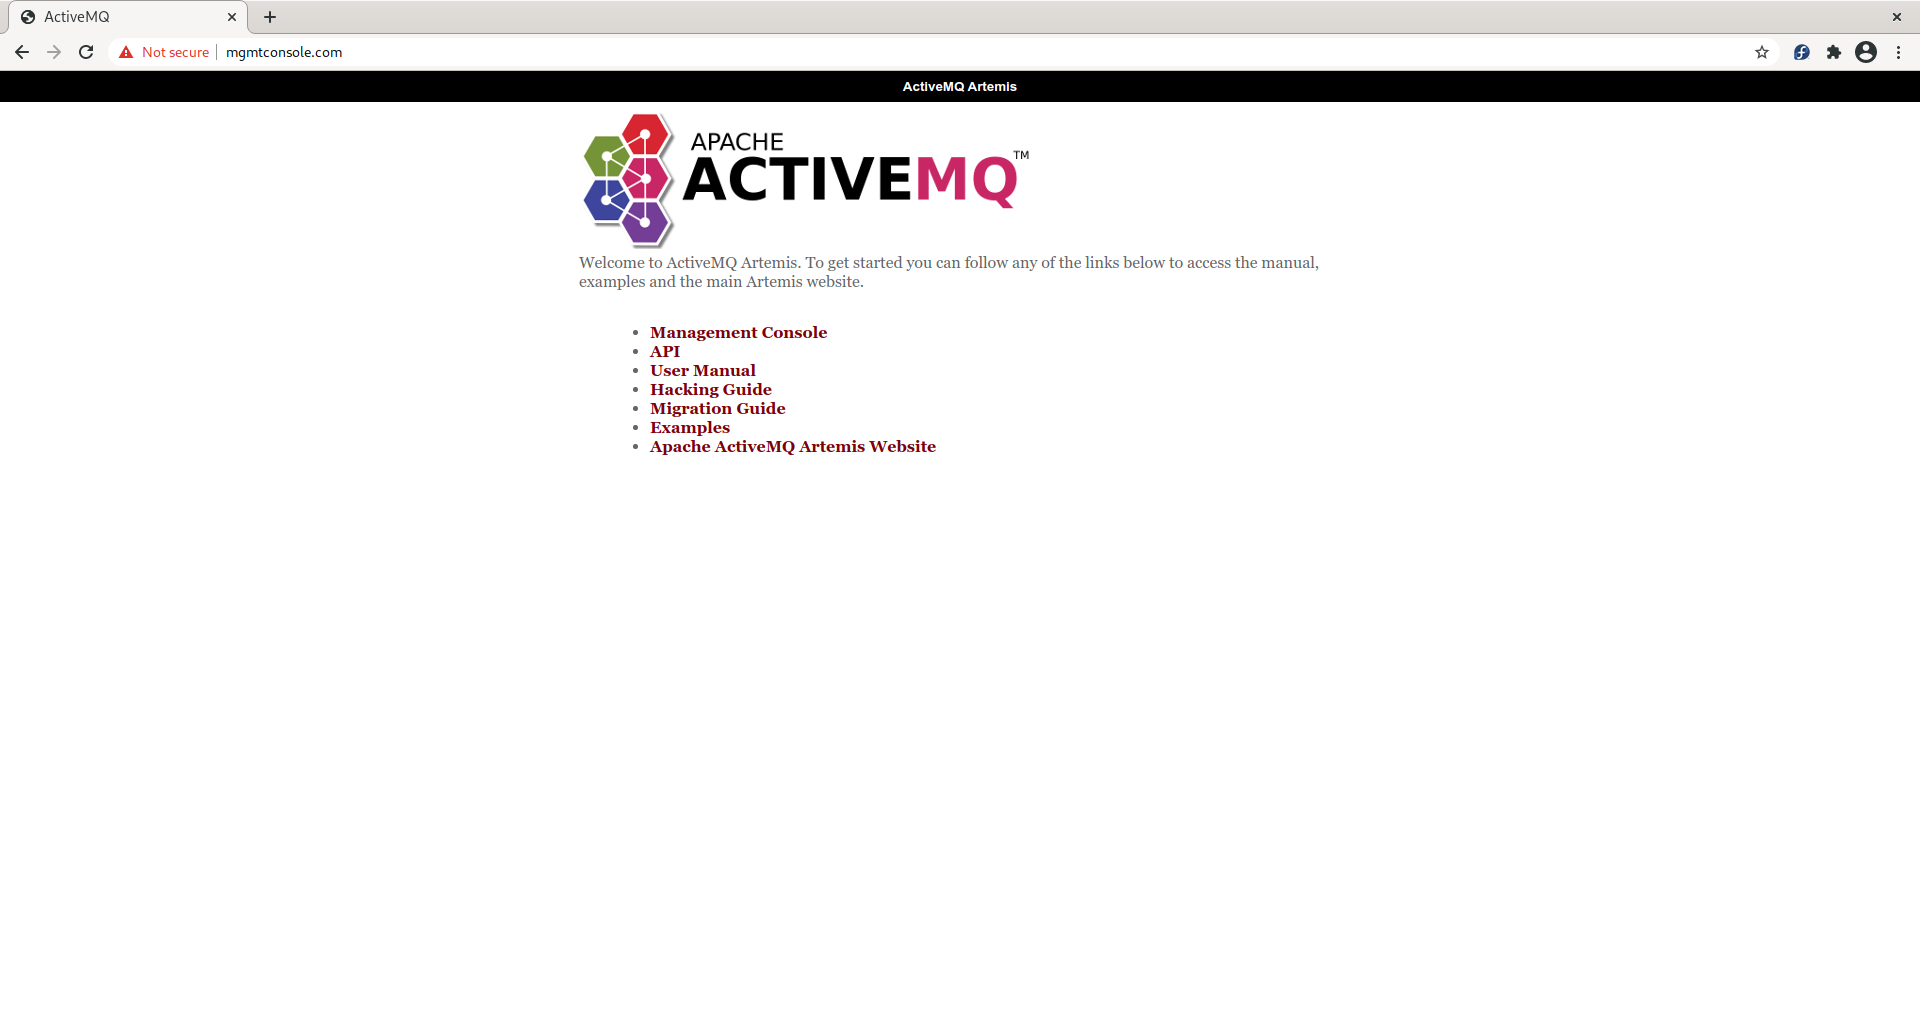 ActiveMQ
Not secure mgmtconsole.com
ActiveMQ Artemis
APACHE
ACTIVEMQ™
Welcome to ActiveMQ Artemis. To get started you can follow any of the links below to access the manual,
examples and the main Artemis website.
Management Console
API
User Manual
Hacking Guide
Migration Guide
Examples
Apache ActiveMQ Artemis Website